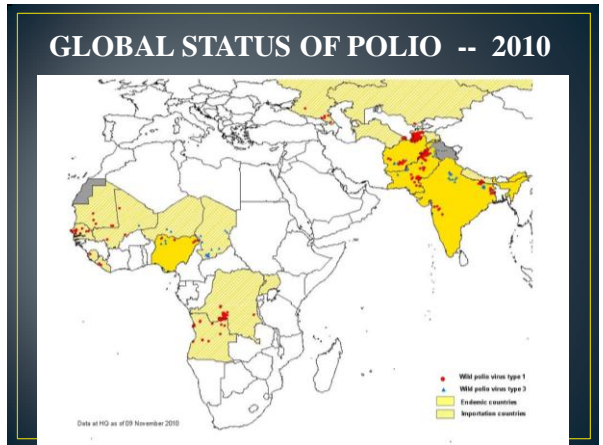 GLOBAL STATUS OF POLIO -- 2010
Wild polio virus type 1
Wild polio virus type 3
Endemic countries
Importation countries
Data at HQ as of 09 November 2010